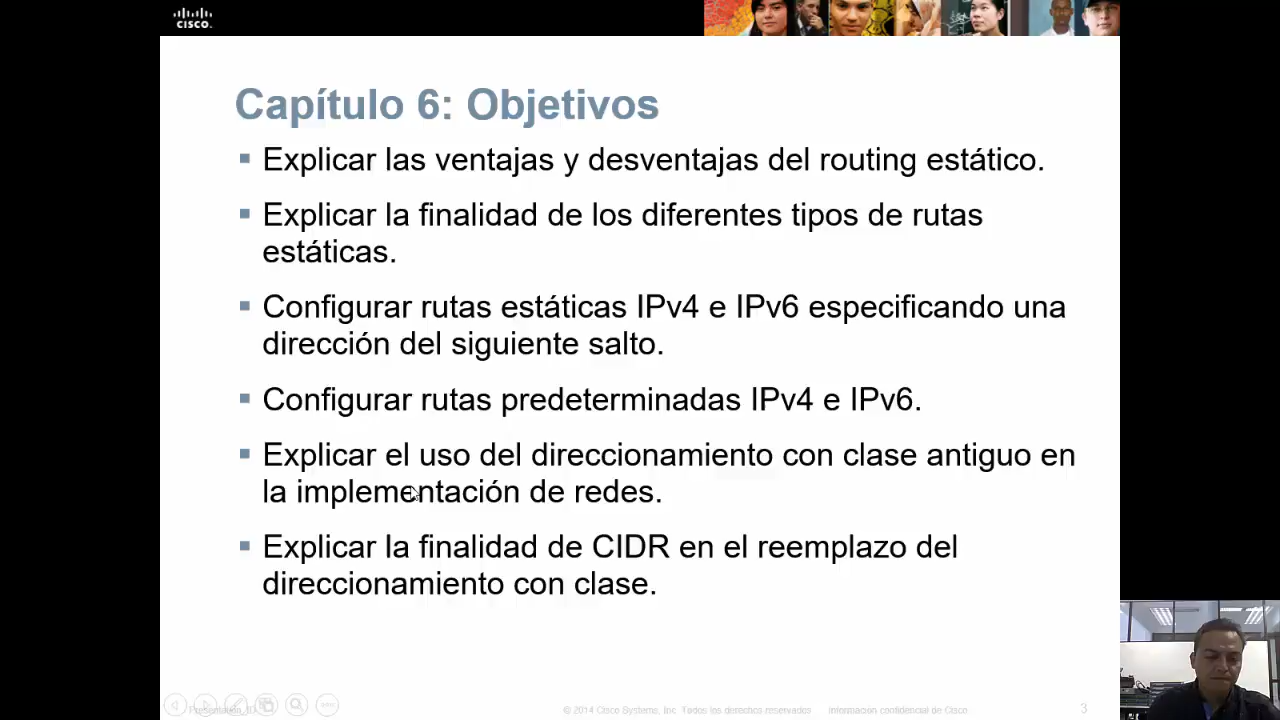 CISCO
Capítulo 6: Objetivos
Explicar las ventajas y desventajas del routing estático.
Explicar la finalidad de los diferentes tipos de rutas
estáticas.
Configurar rutas estáticas IPv4 e IPv6 especificando una
dirección del siguiente salto.
Configurar rutas predeterminadas IPv4 e IPv6.
Explicar el uso del direccionamiento con clase antiguo en
la implementación de redes.
Explicar la finalidad de CIDR en el reemplazo del
direccionamiento con clase.
© 2014 Cisco Systems, Inc. Todos los derechos reservados.
Información confidencial de Cisco
3